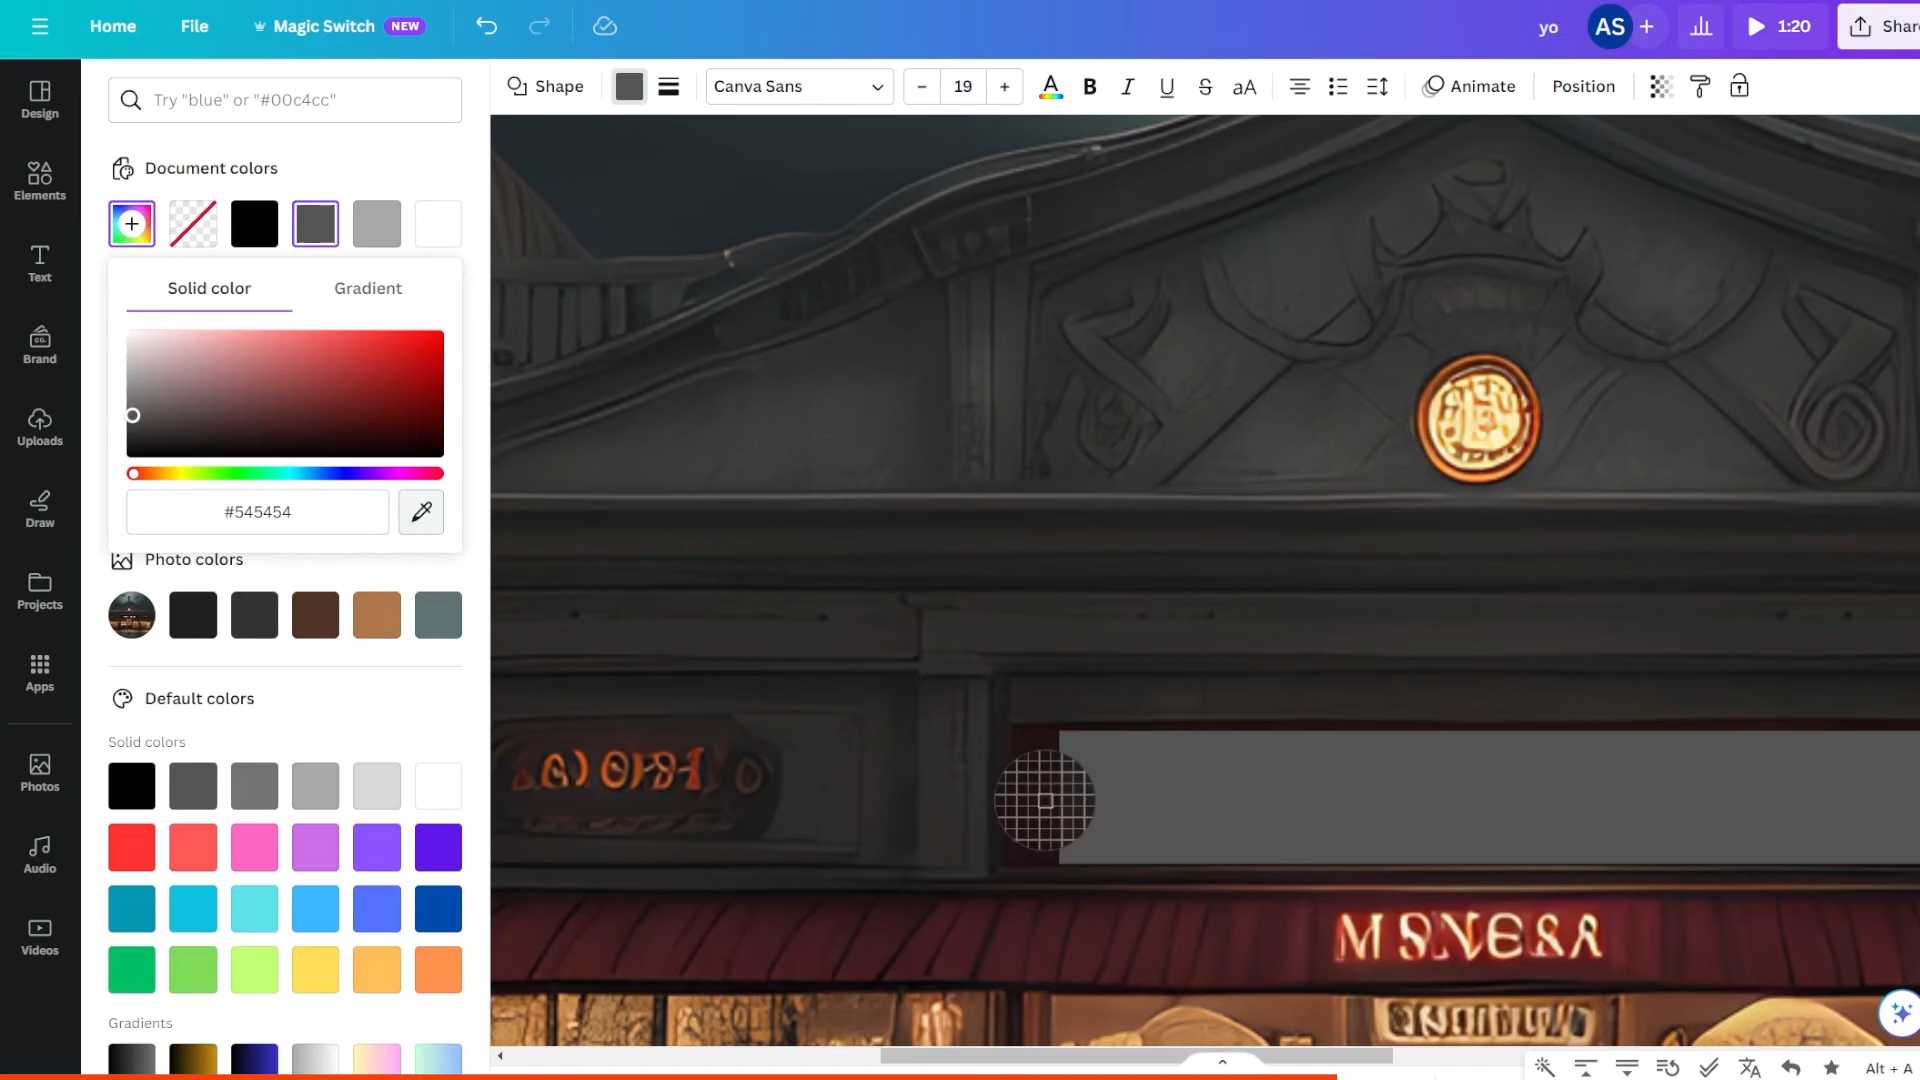 Home File Magic Switch NEW yo AS 1:20 Share
Try "blue" or "#00c4cc"
Shape Canva Sans 19 A B I U S aA Animate Position
Design
Elements
Text
Brand
Uploads
Draw
Projects
Apps
Photos
Audio
Videos
Document colors
Solid color Gradient
#545454
Photo colors
Default colors
Solid colors
Gradients
Alt + A